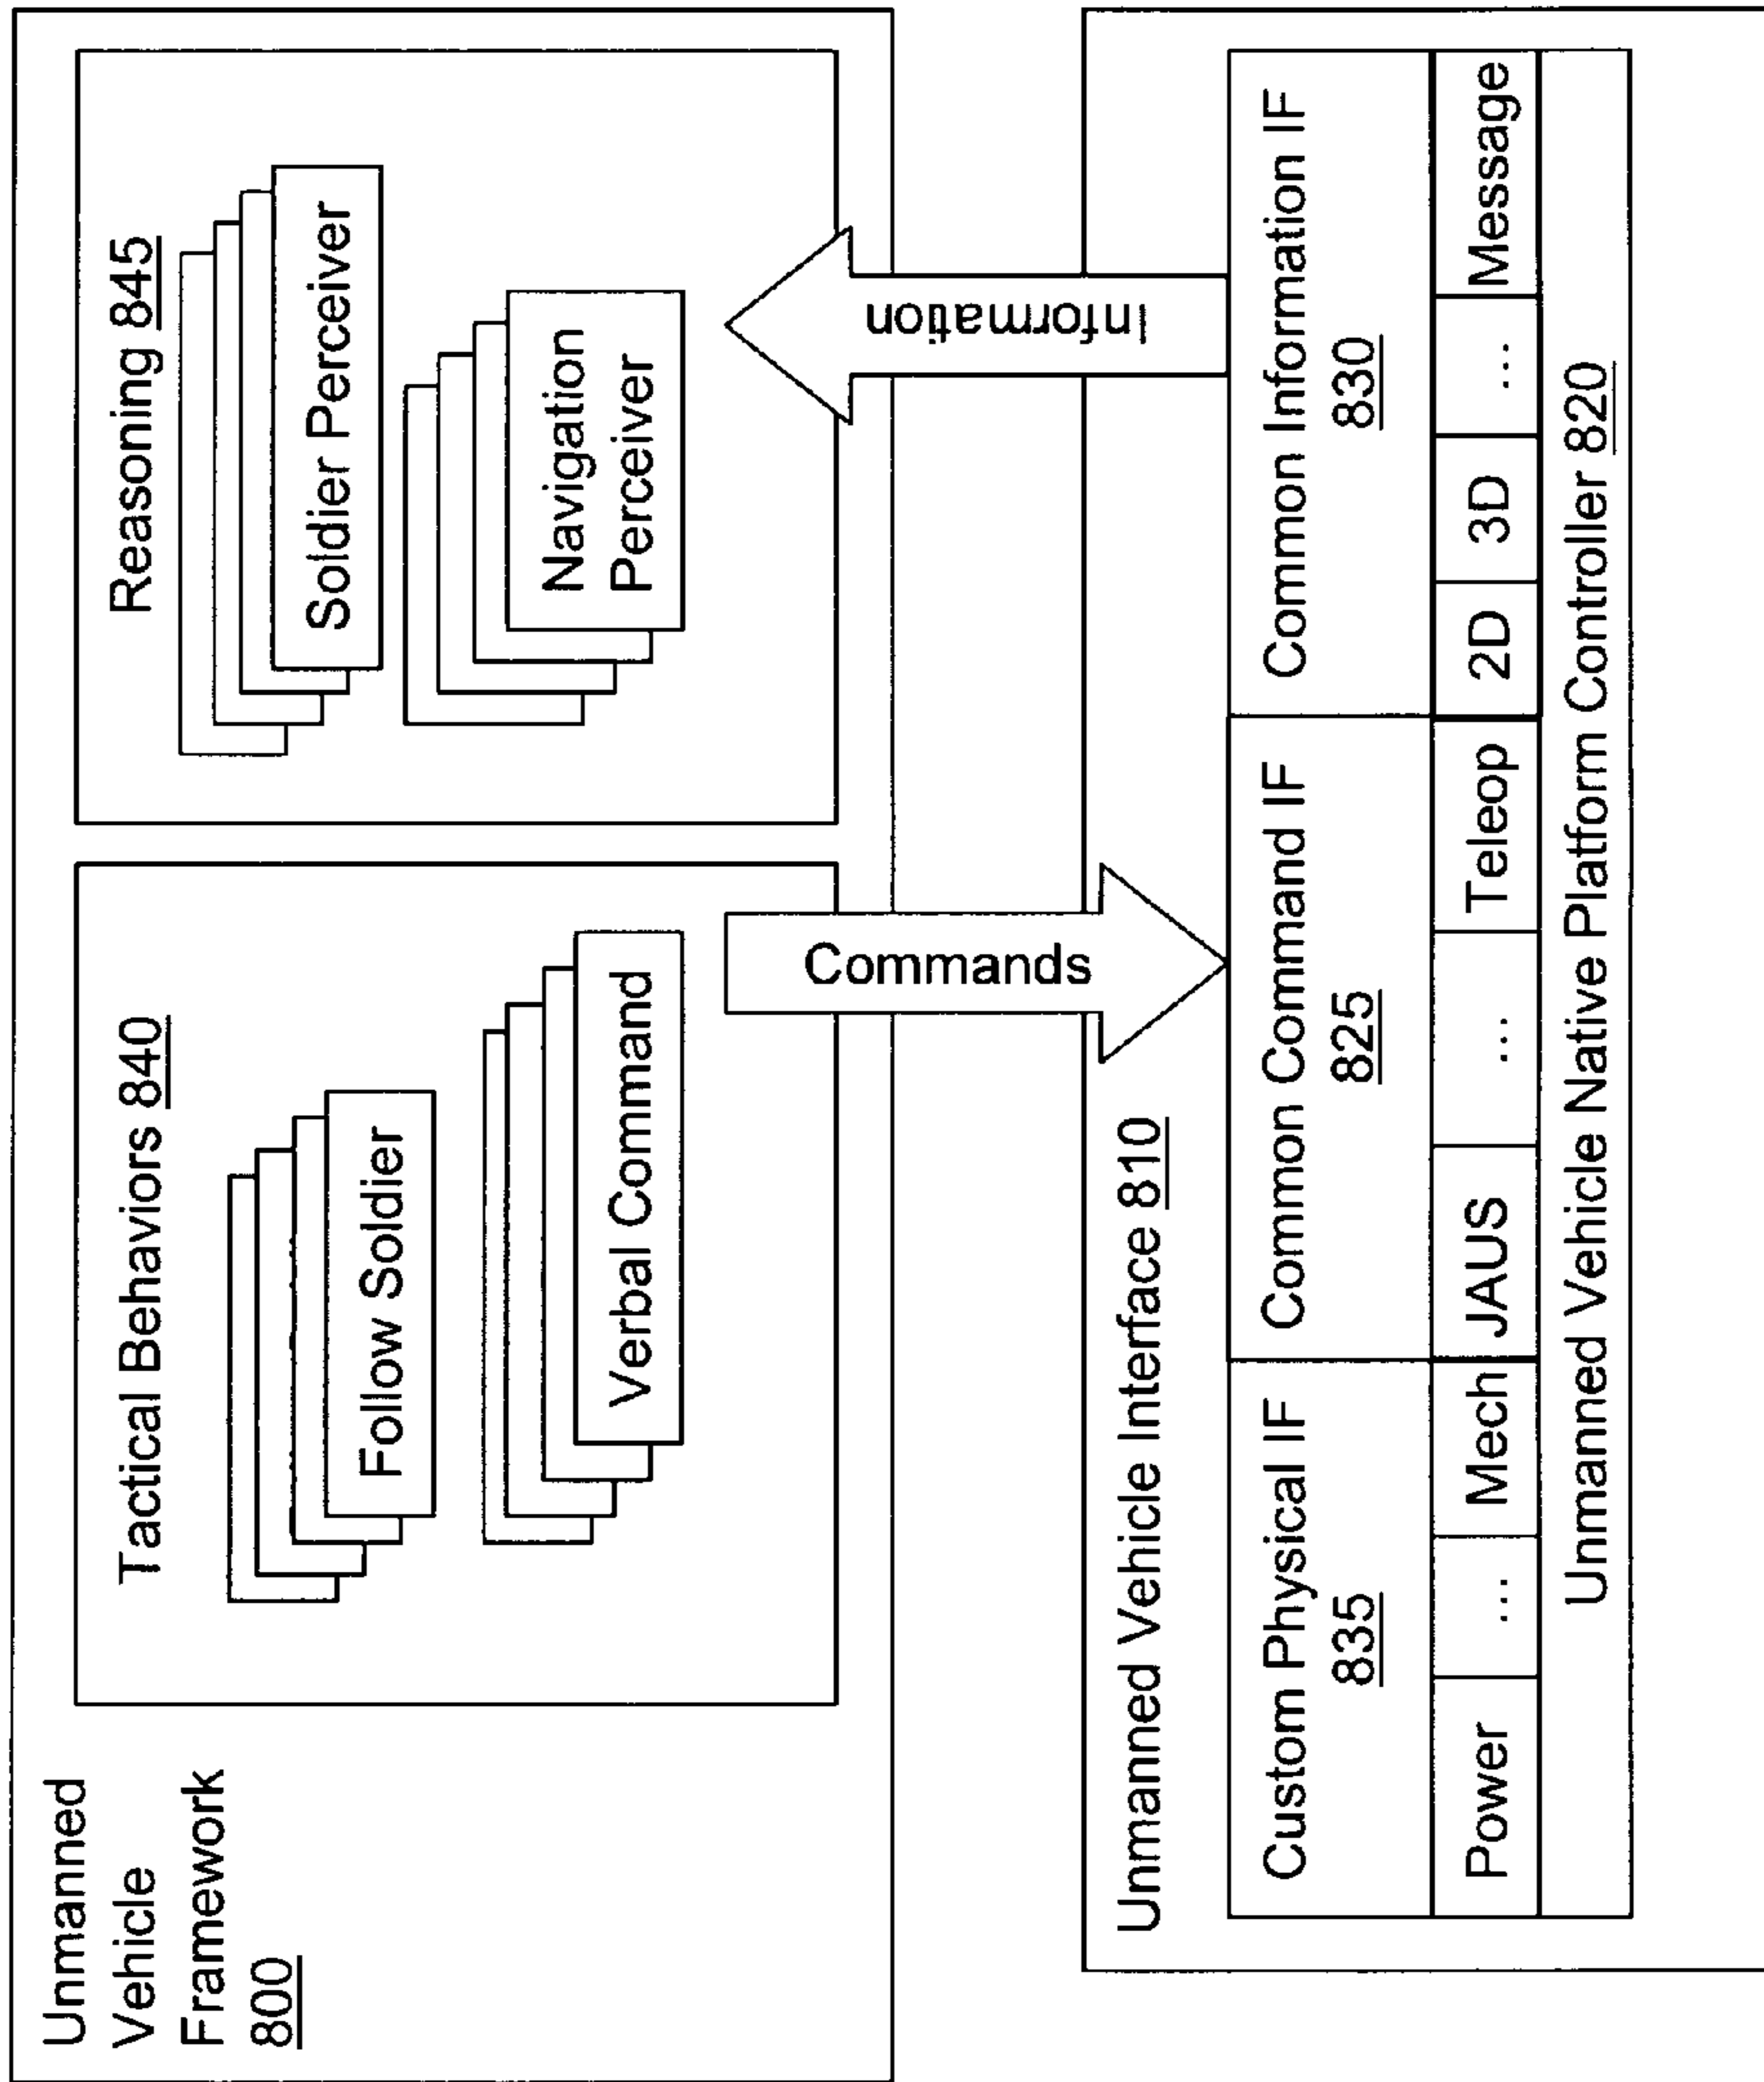 Unmanned
Vehicle
Framework
800
Tactical Behaviors 840
Follow Soldier
Verbal Command
Reasoning 845
Soldier Perceiver
Navigation
Perceiver
Commands
Information
Unmanned Vehicle Interface 810
Custom Physical IF
835
Common Command IF
825
Common Information IF
830
Power
...
Mech
JAUS
...
Teleop
2D
3D
...
Message
Unmanned Vehicle Native Platform Controller 820